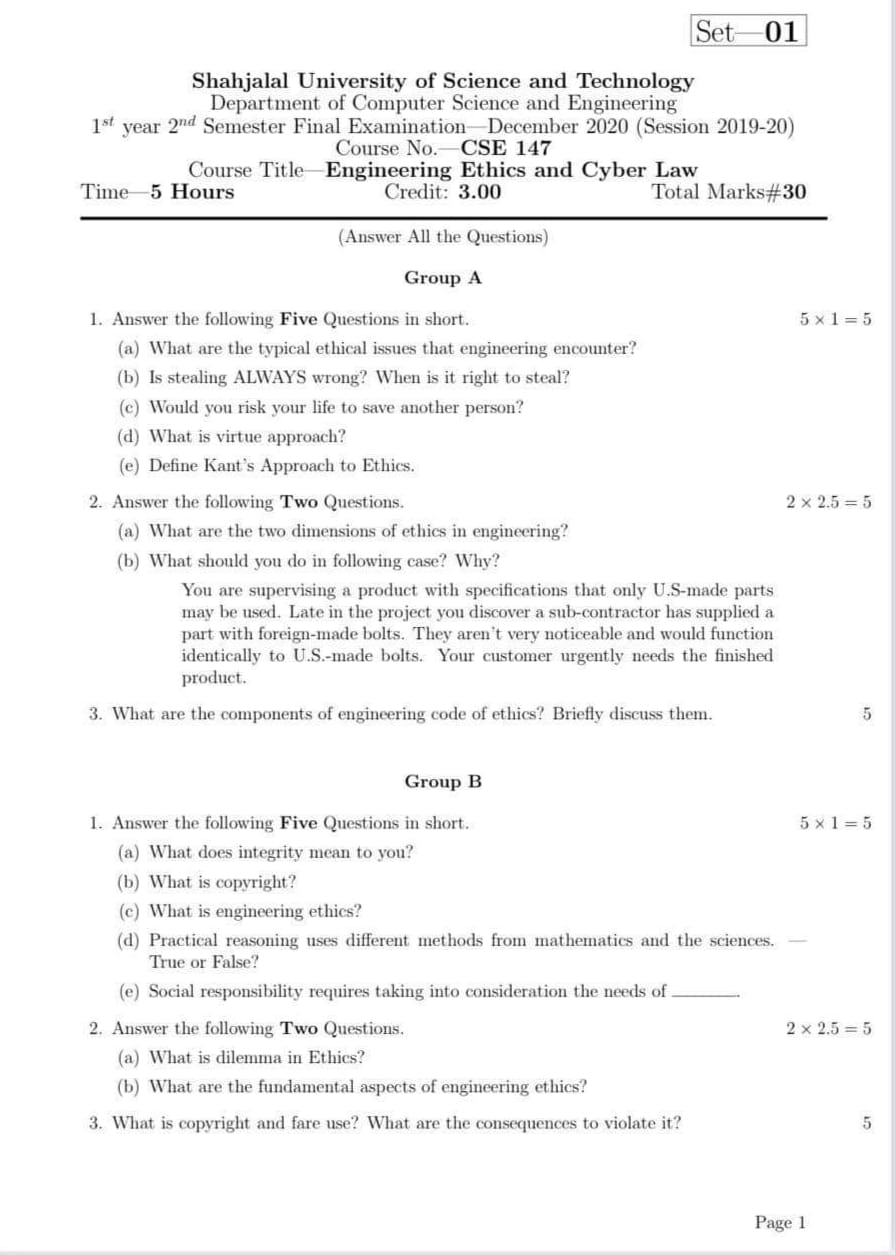 Set—01
Shahjalal University of Science and Technology
Department of Computer Science and Engineering
1st year 2nd Semester Final Examination—December 2020 (Session 2019-20)
Course No.—CSE 147
Course Title—Engineering Ethics and Cyber Law
Time—5 Hours Credit: 3.00 Total Marks#30
(Answer All the Questions)
Group A
1. Answer the following Five Questions in short. 5 × 1 = 5
(a) What are the typical ethical issues that engineering encounter?
(b) Is stealing ALWAYS wrong? When is it right to steal?
(c) Would you risk your life to save another person?
(d) What is virtue approach?
(e) Define Kant's Approach to Ethics.
2. Answer the following Two Questions. 2 × 2.5 = 5
(a) What are the two dimensions of ethics in engineering?
(b) What should you do in following case? Why?
You are supervising a product with specifications that only U.S-made parts
may be used. Late in the project you discover a sub-contractor has supplied a
part with foreign-made bolts. They aren't very noticeable and would function
identically to U.S.-made bolts. Your customer urgently needs the finished
product.
3. What are the components of engineering code of ethics? Briefly discuss them. 5
Group B
1. Answer the following Five Questions in short. 5 × 1 = 5
(a) What does integrity mean to you?
(b) What is copyright?
(c) What is engineering ethics?
(d) Practical reasoning uses different methods from mathematics and the sciences. —
True or False?
(e) Social responsibility requires taking into consideration the needs of ________.
2. Answer the following Two Questions. 2 × 2.5 = 5
(a) What is dilemma in Ethics?
(b) What are the fundamental aspects of engineering ethics?
3. What is copyright and fare use? What are the consequences to violate it? 5
Page 1